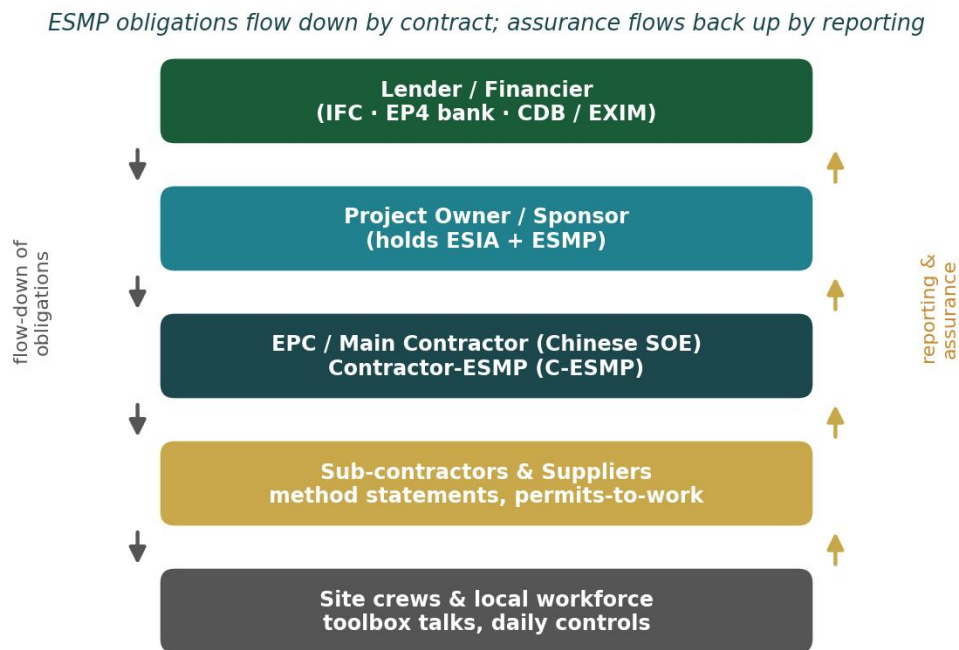 ESMP obligations flow down by contract; assurance flows back up by reporting
Lender / Financier
(IFC · EP4 bank · CDB / EXIM)
Project Owner / Sponsor
(holds ESIA + ESMP)
flow-down of
obligations
reporting &
assurance
EPC / Main Contractor (Chinese SOE)
Contractor-ESMP (C-ESMP)
Sub-contractors & Suppliers
method statements, permits-to-work
Site crews & local workforce
toolbox talks, daily controls